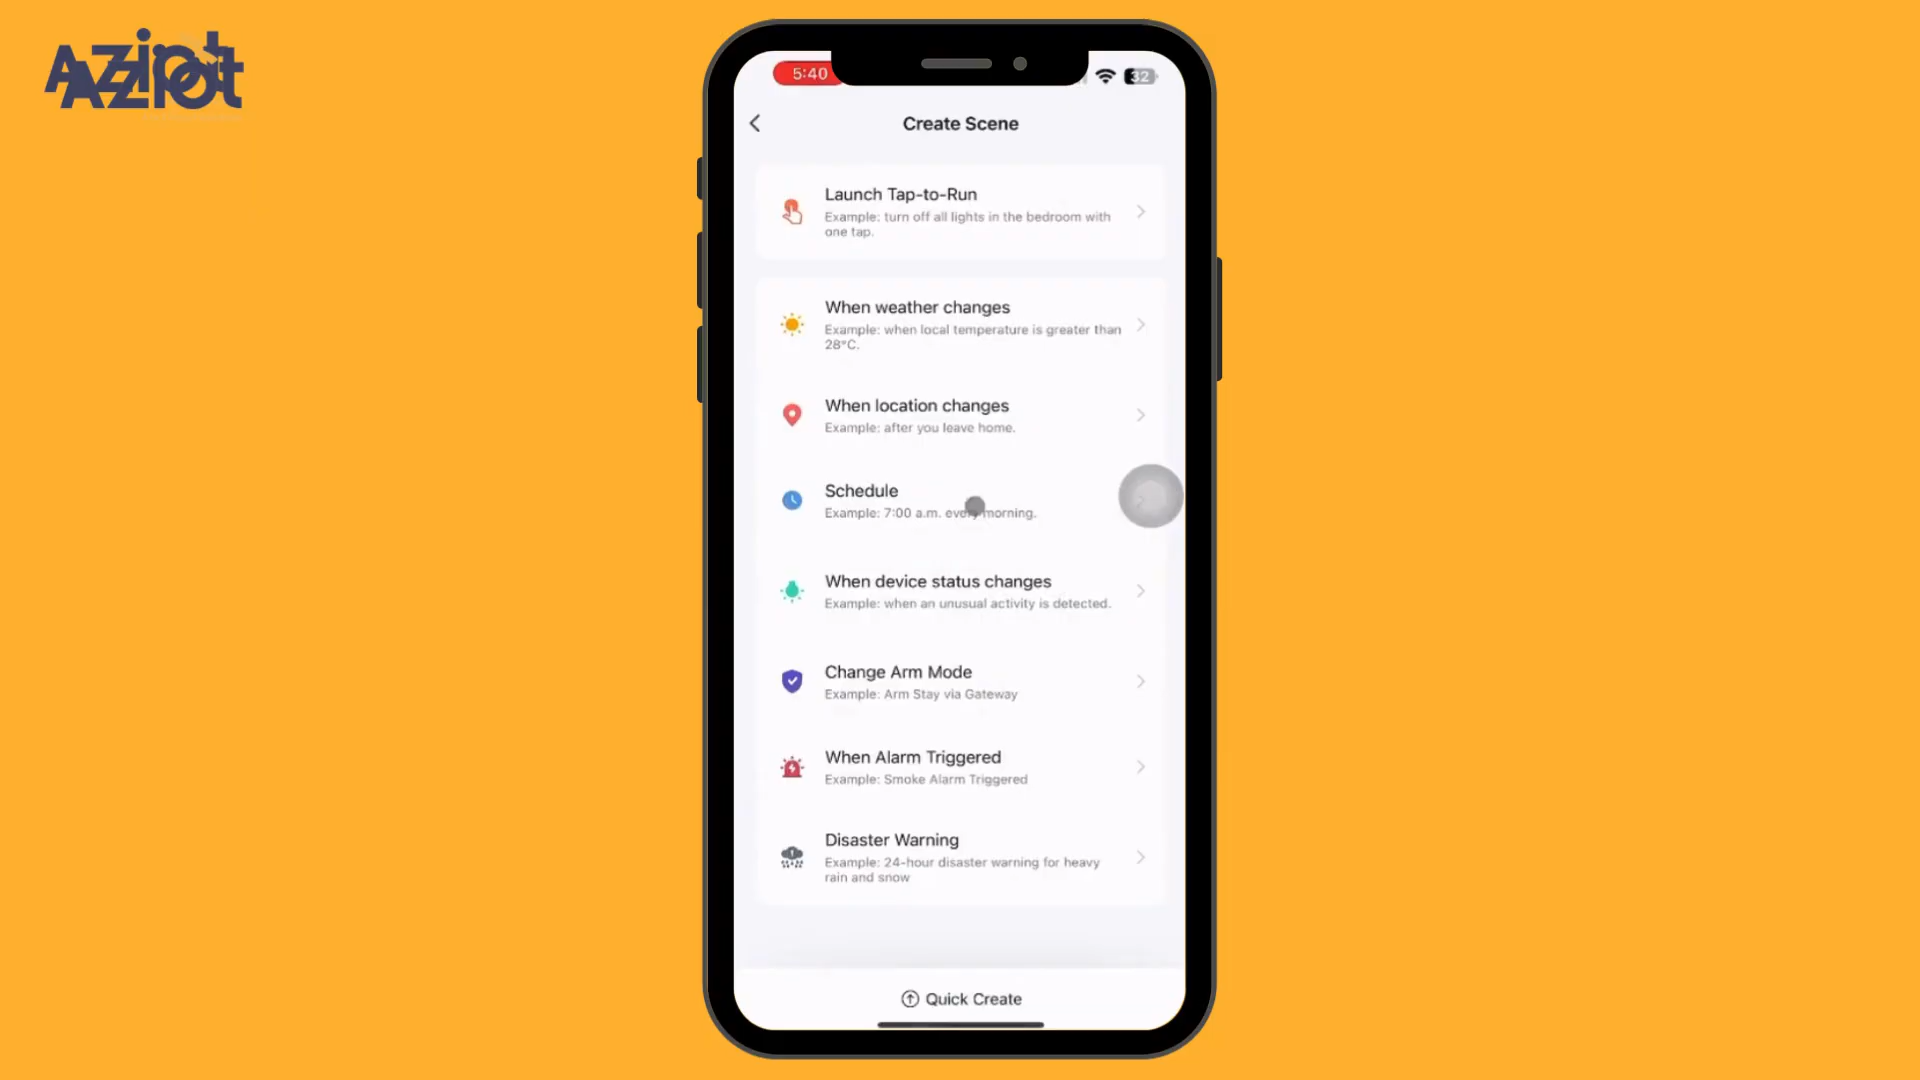 5:40
32
Create Scene
Launch Tap-to-Run
Example: turn off all lights in the bedroom with
one tap.
When weather changes
Example: when local temperature is greater than
28°C.
When location changes
Example: after you leave home.
Schedule
Example: 7:00 a.m. every morning.
When device status changes
Example: when an unusual activity is detected.
Change Arm Mode
Example: Arm Stay via Gateway
When Alarm Triggered
Example: Smoke Alarm Triggered
Disaster Warning
Example: 24-hour disaster warning for heavy
rain and snow
Quick Create